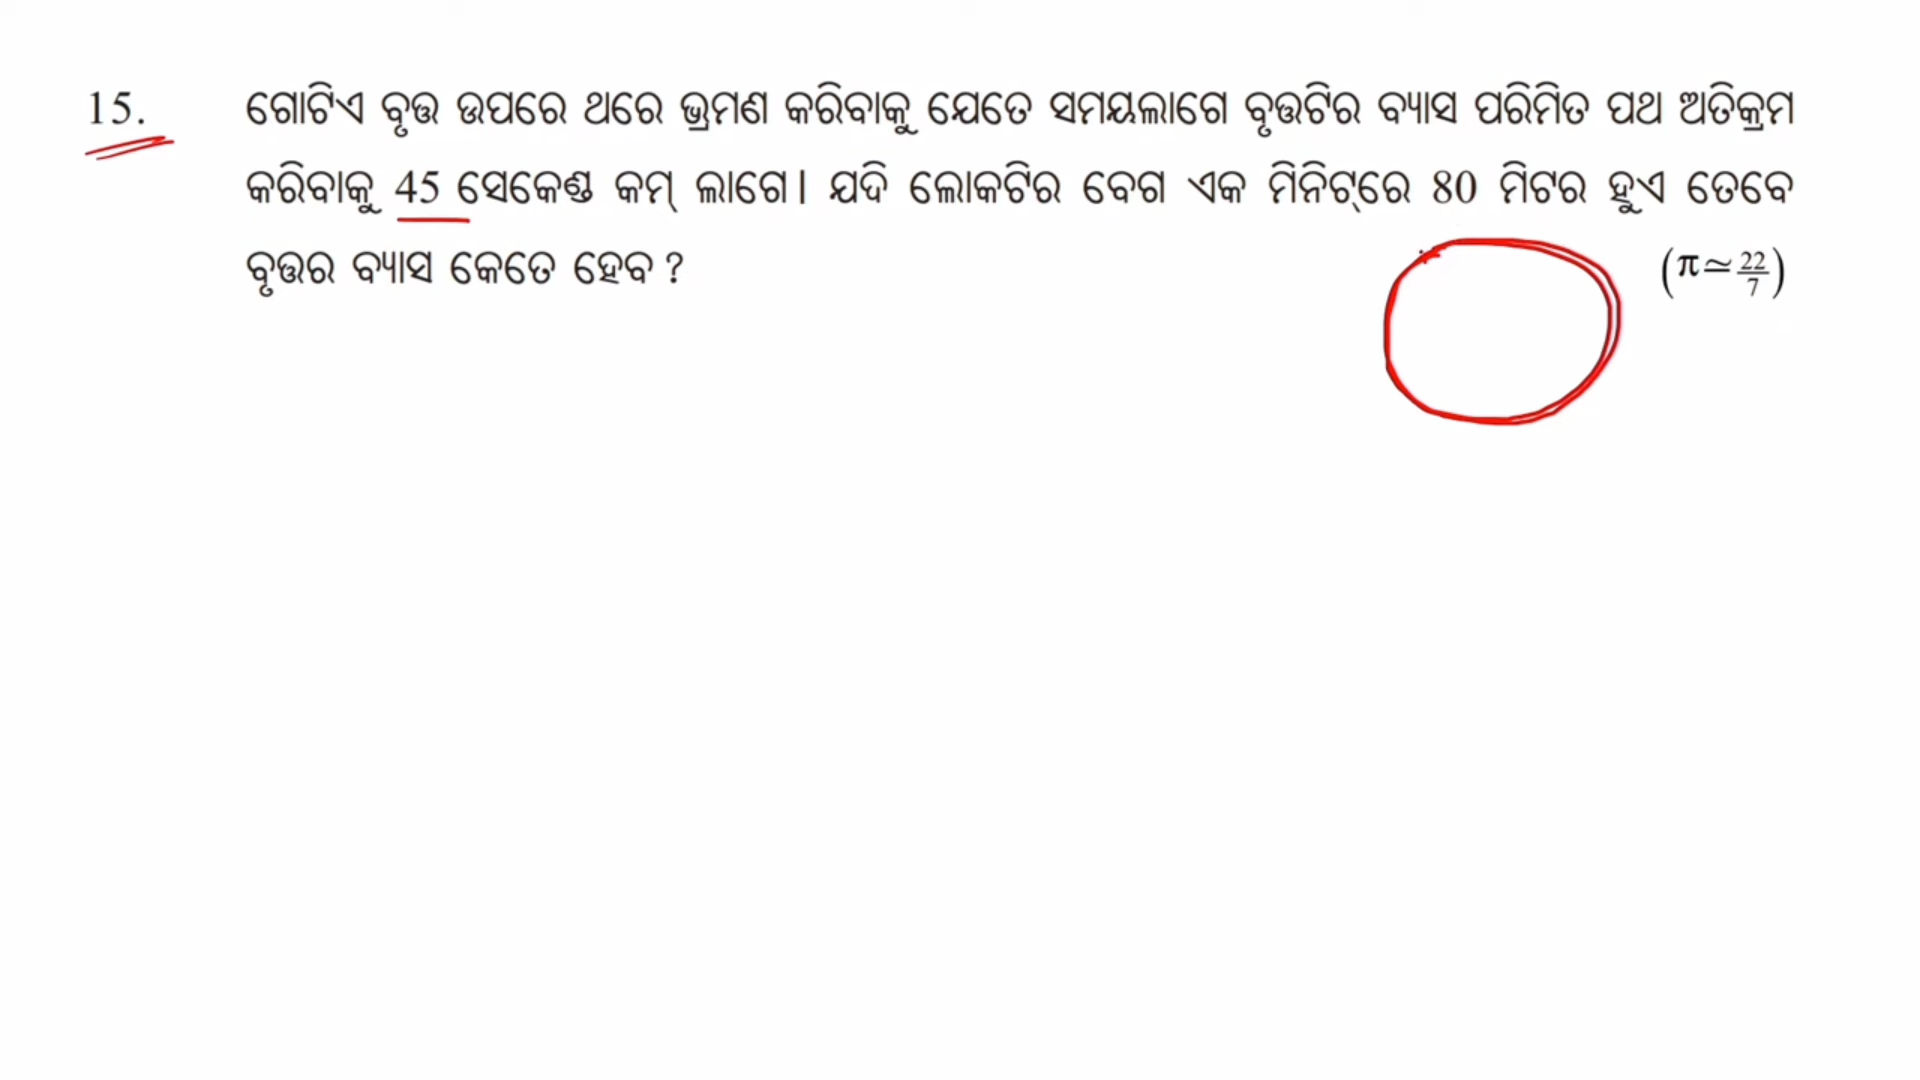 15. ଗୋଟିଏ ବୃତ୍ତ ଉପରେ ଥରେ ଭ୍ରମଣ କରିବାକୁ ଯେତେ ସମୟଲାଗେ ବୃତ୍ତଟିର ବ୍ୟାସ ପରିମିତ ପଥ ଅତିକ୍ରମ
କରିବାକୁ 45 ସେକେଣ୍ଡ କମ୍ ଲାଗେ। ଯଦି ଲୋକଟିର ବେଗ ଏକ ମିନିଟ୍‌ରେ 80 ମିଟର ହୁଏ ତେବେ
ବୃତ୍ତର ବ୍ୟାସ କେତେ ହେବ ? (π≃22/7)